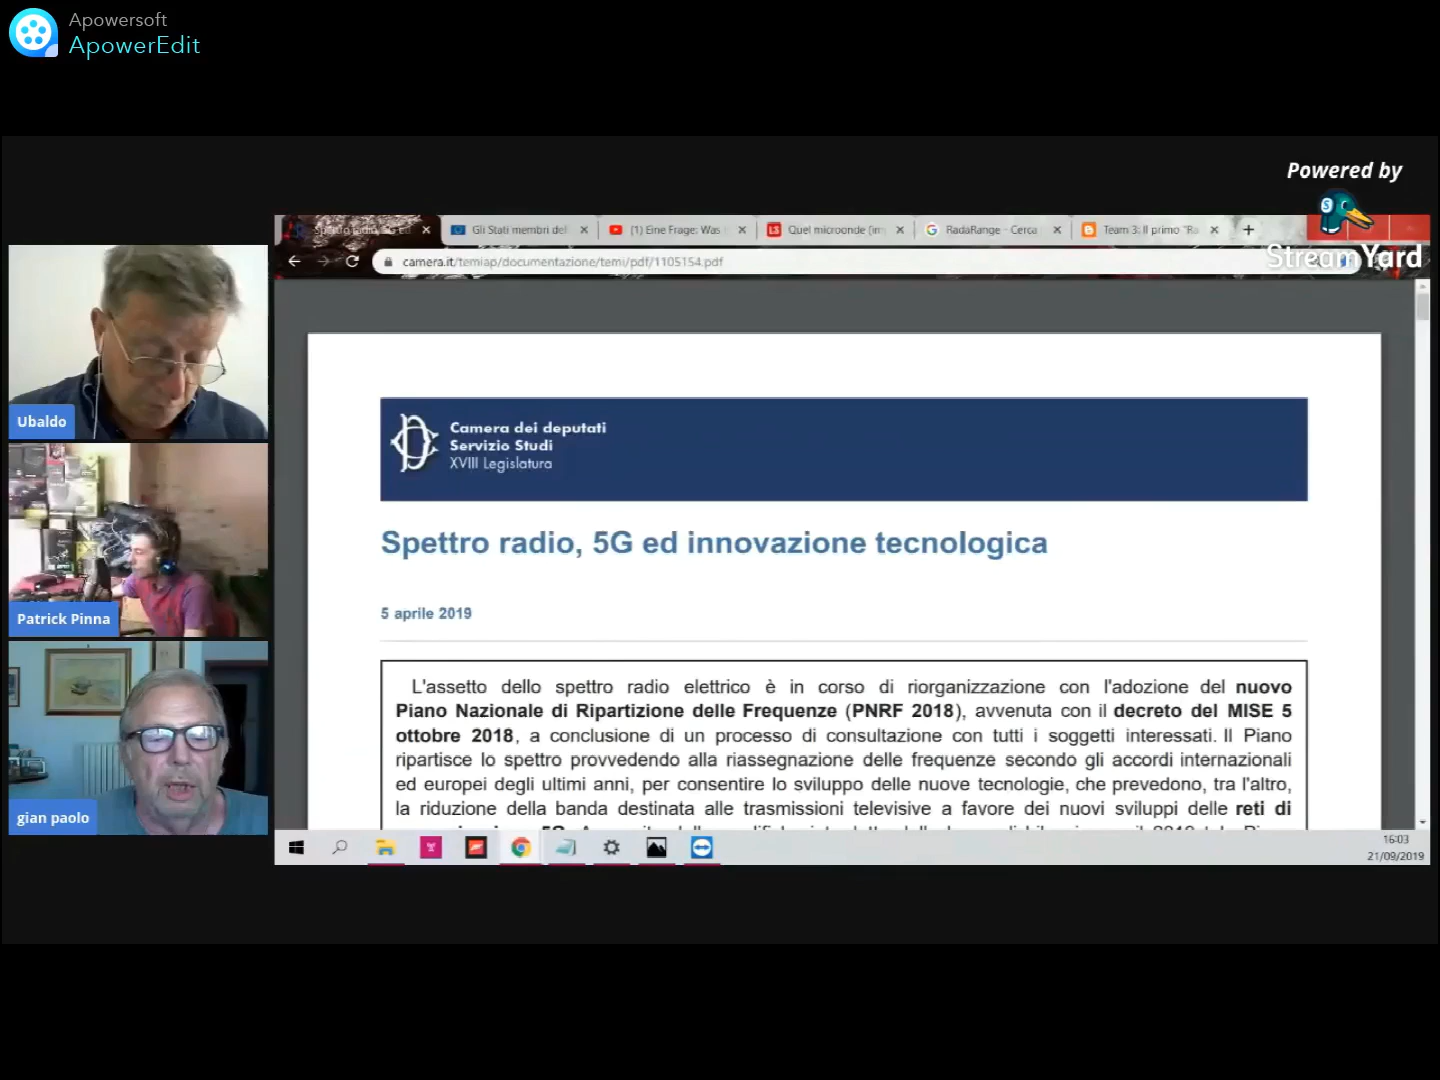 Apowersoft
ApowerEdit
Powered by
StreamYard
Gli Stati membri del
(1) Eine Frage: Was
Quel microonde (in
RadaRange - Cerca
Team 3: Il primo "Ra
camera.it/temiap/documentazione/temi/pdf/1105154.pdf
Ubaldo
Patrick Pinna
gian paolo
Camera dei deputati
Servizio Studi
XVIII Legislatura
Spettro radio, 5G ed innovazione tecnologica
5 aprile 2019
L'assetto dello spettro radio elettrico è in corso di riorganizzazione con l'adozione del nuovo
Piano Nazionale di Ripartizione delle Frequenze (PNRF 2018), avvenuta con il decreto del MISE 5
ottobre 2018, a conclusione di un processo di consultazione con tutti i soggetti interessati. Il Piano
ripartisce lo spettro provvedendo alla riassegnazione delle frequenze secondo gli accordi internazionali
ed europei degli ultimi anni, per consentire lo sviluppo delle nuove tecnologie, che prevedono, tra l'altro,
la riduzione della banda destinata alle trasmissioni televisive a favore dei nuovi sviluppi delle reti di
16:03
21/09/2019